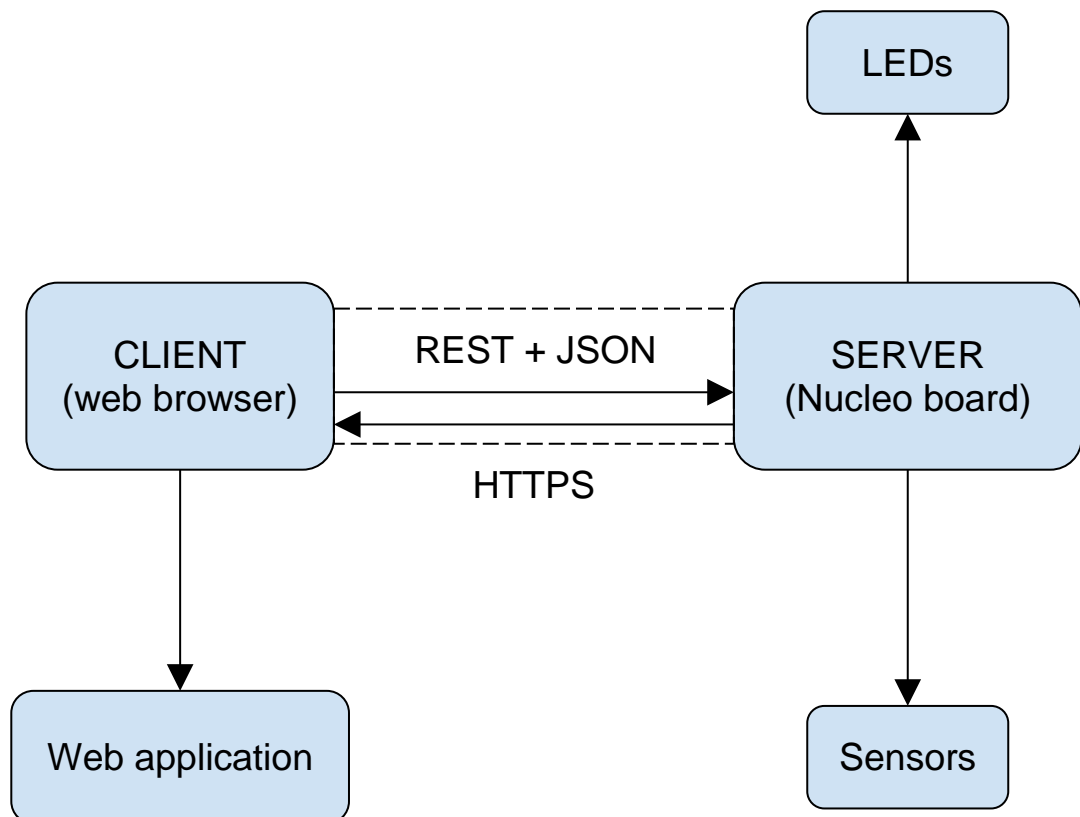 LEDs
CLIENT
(web browser)
REST + JSON
SERVER
(Nucleo board)
HTTPS
Web application
Sensors